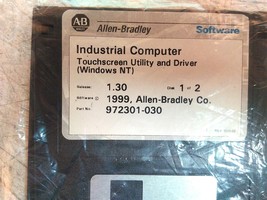 AB
Allen-Bradley
Software
Industrial Computer
Touchscreen Utility and Driver
(Windows NT)
Release 1.30 Disk 1 of 2
Software © 1999, Allen-Bradley Co.
Part No. 972301-030